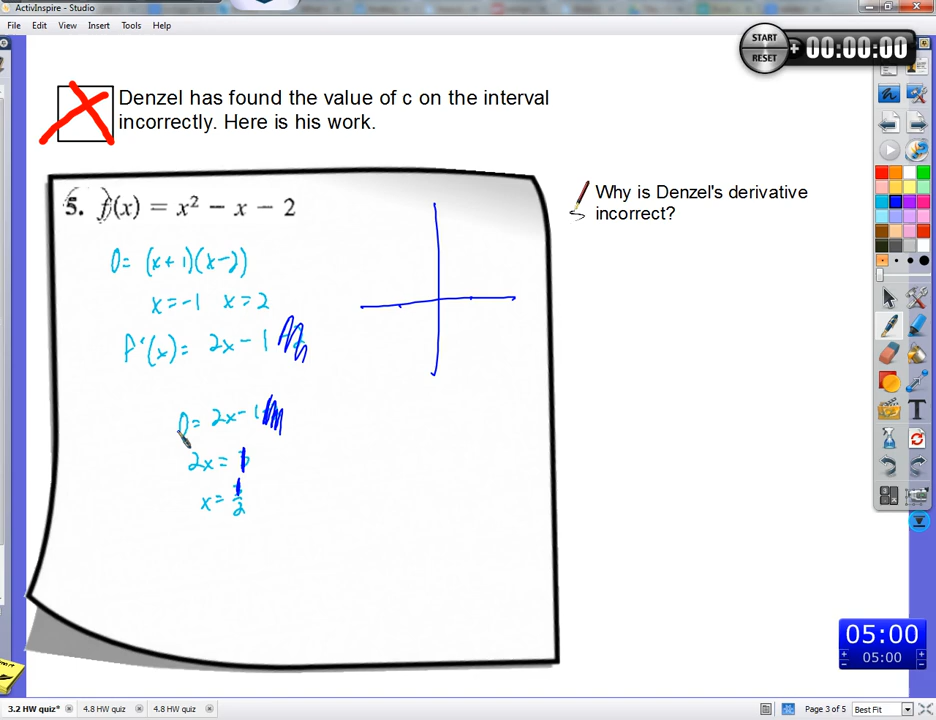 ActivInspire - Studio
File Edit View Insert Tools Help
START
RESET
00:00:00
Denzel has found the value of c on the interval
incorrectly. Here is his work.
Why is Denzel's derivative
incorrect?
5. f(x) = x² − x − 2
0= (x+1)(x-2)
x=-1 x=2
f'(x)= 2x-1
0= 2x-1
2x= 1
x= 1/2
T
05:00
05:00
3.2 HW quiz* 4.8 HW quiz 4.8 HW quiz
Page 3 of 5 Best Fit